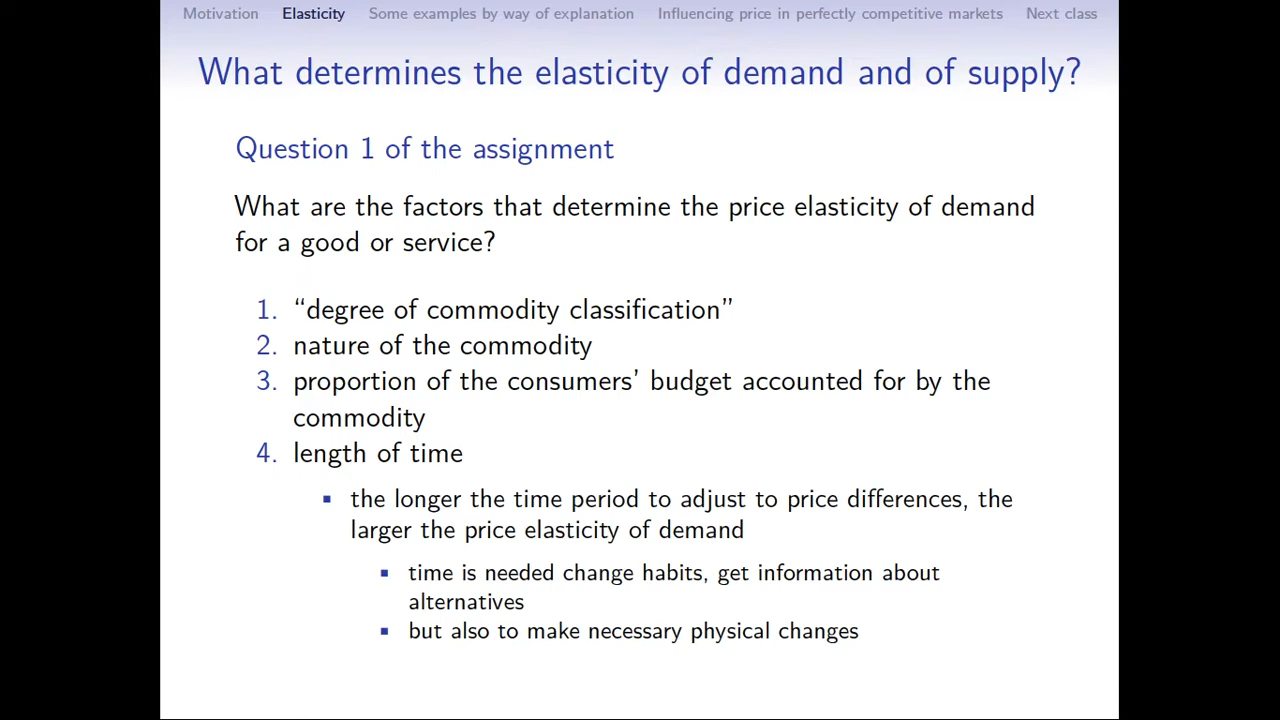 Motivation Elasticity Some examples by way of explanation Influencing price in perfectly competitive markets Next class
What determines the elasticity of demand and of supply?
Question 1 of the assignment
What are the factors that determine the price elasticity of demand
for a good or service?
1. “degree of commodity classification”
2. nature of the commodity
3. proportion of the consumers’ budget accounted for by the
commodity
4. length of time
▪ the longer the time period to adjust to price differences, the
larger the price elasticity of demand
▪ time is needed change habits, get information about
alternatives
▪ but also to make necessary physical changes